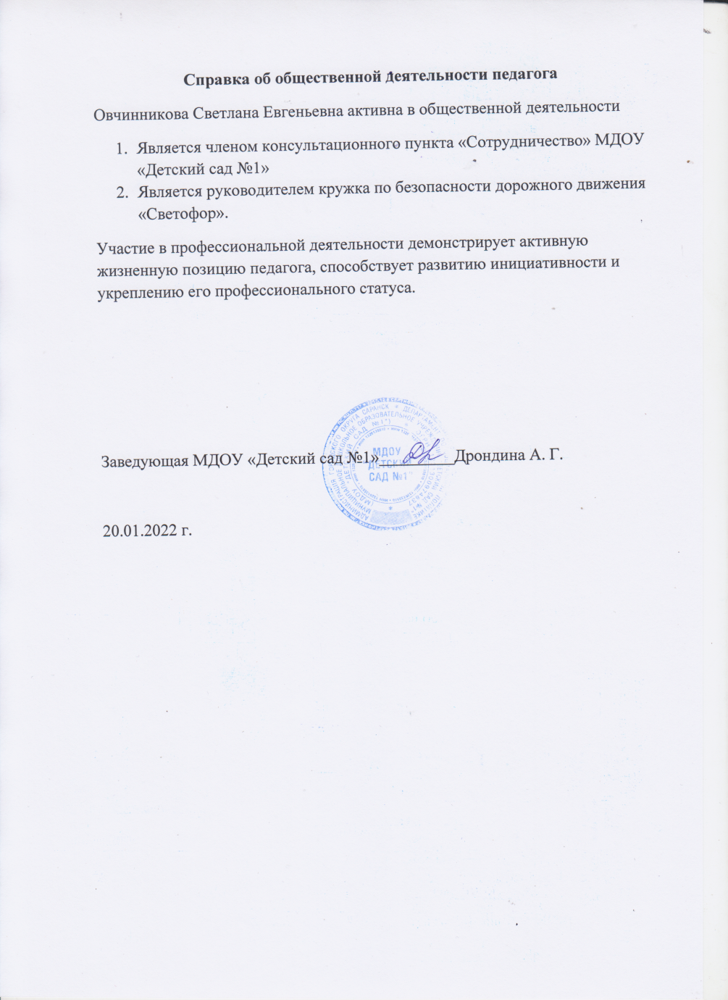 Справка об общественной деятельности педагога
Овчинникова Светлана Евгеньевна активна в общественной деятельности
1. Является членом консультационного пункта «Сотрудничество» МДОУ
«Детский сад №1»
2. Является руководителем кружка по безопасности дорожного движения
«Светофор».
Участие в профессиональной деятельности демонстрирует активную
жизненную позицию педагога, способствует развитию инициативности и
укреплению его профессионального статуса.
Заведующая МДОУ «Детский сад №1»__________Дрондина А. Г.
МДОУ
"ДЕТСКИЙ
САД №1"
20.01.2022 г.